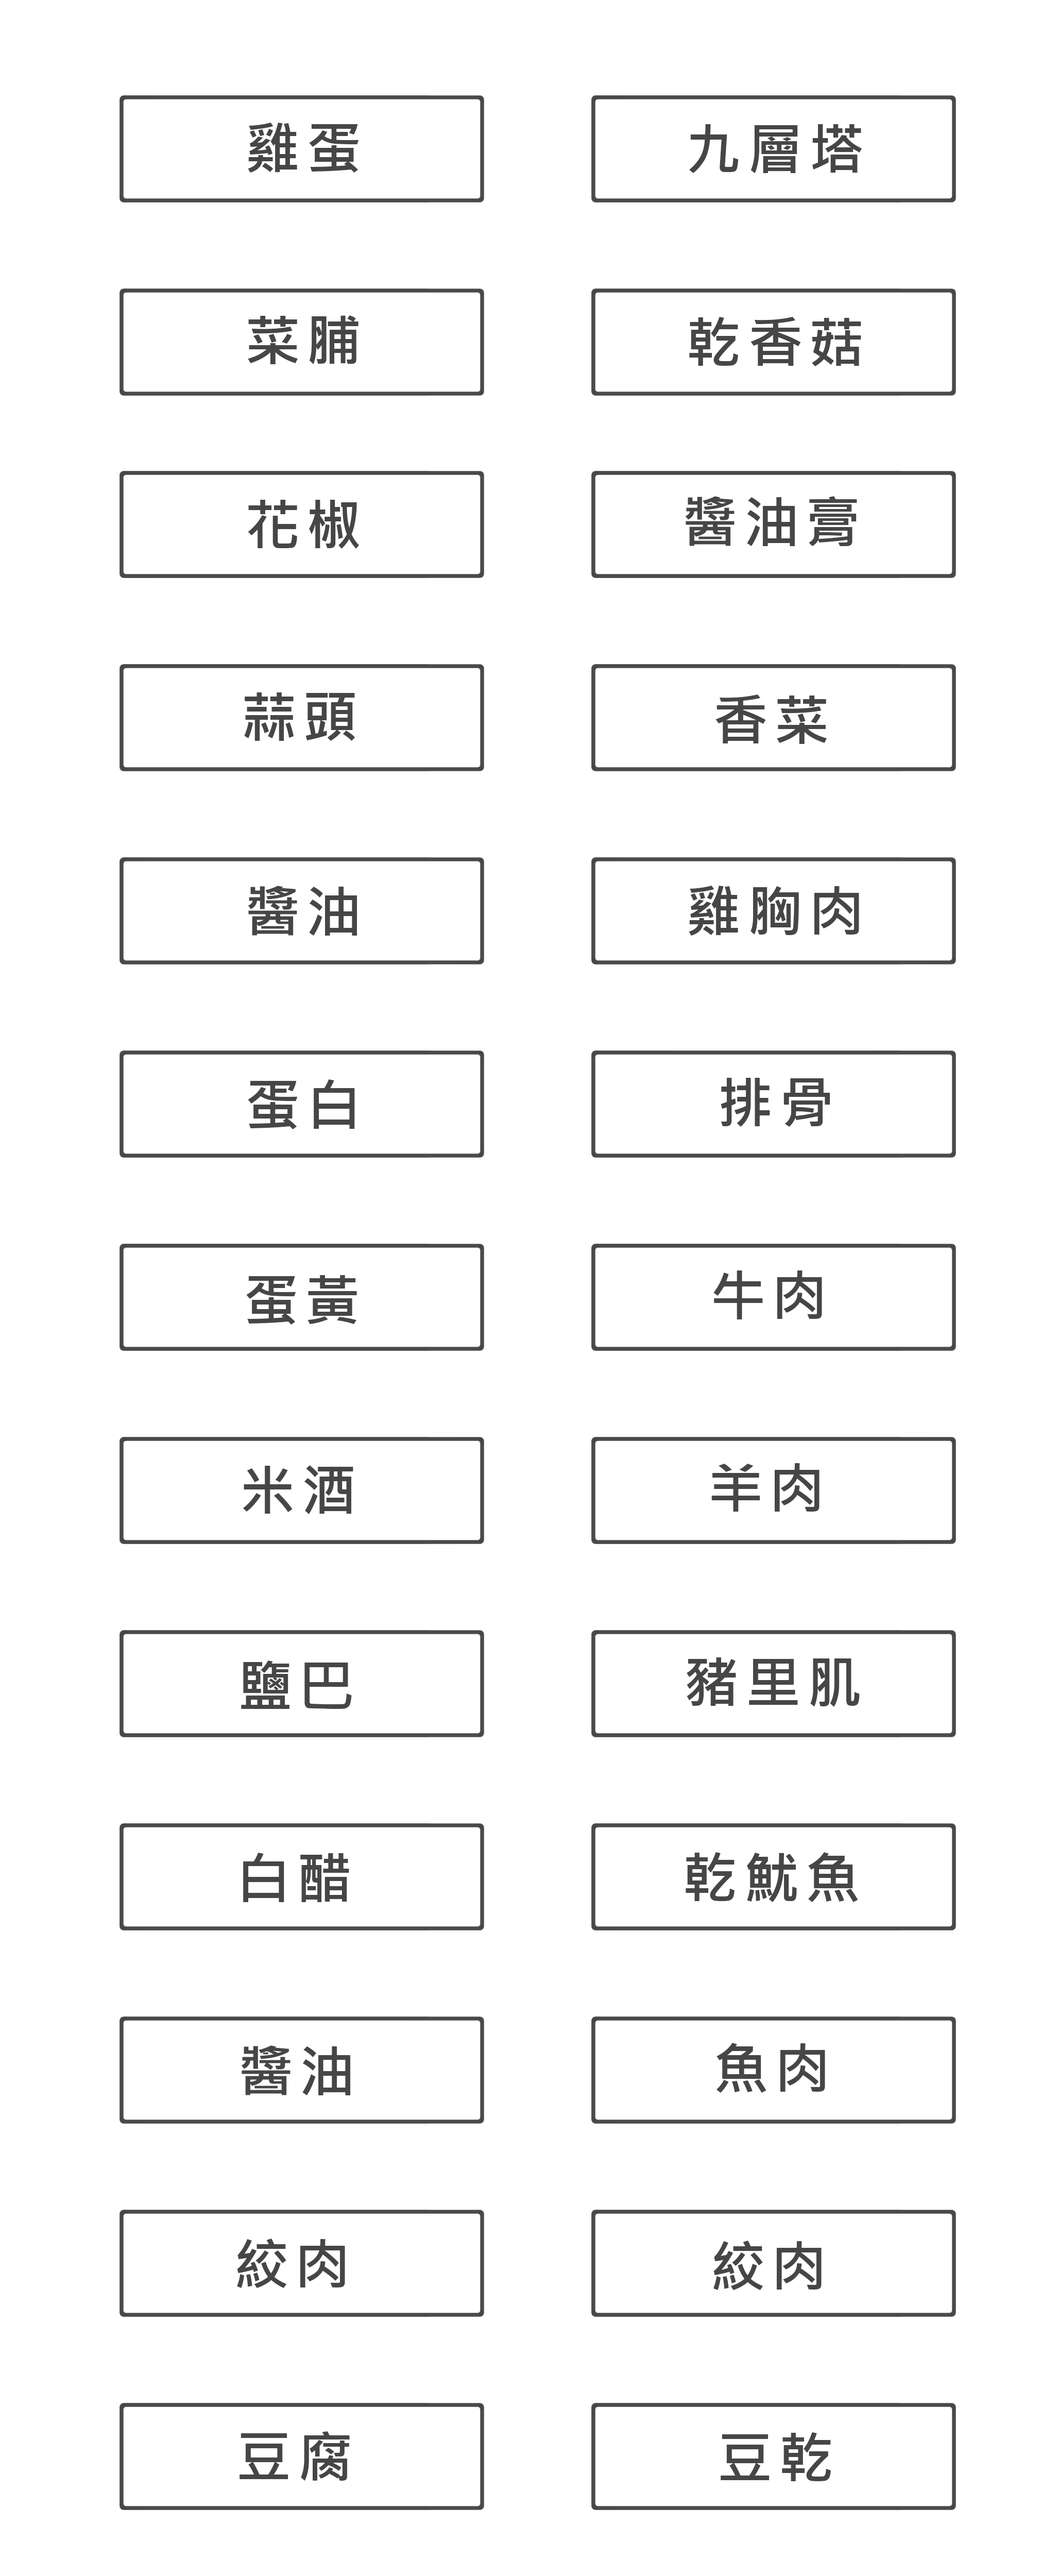 雞蛋
九層塔
菜脯
乾香菇
花椒
醬油膏
蒜頭
香菜
醬油
雞胸肉
蛋白
排骨
蛋黃
牛肉
米酒
羊肉
鹽巴
豬里肌
白醋
乾魷魚
醬油
魚肉
絞肉
絞肉
豆腐
豆乾